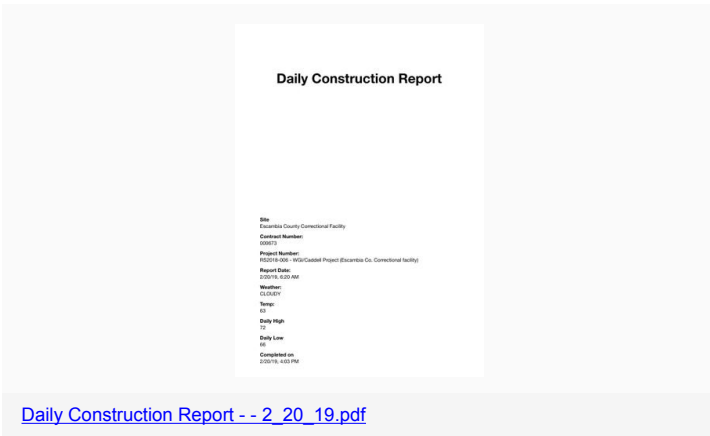 Daily Construction Report
Site
Escambia County Correctional Facility
Contract Number:
000673
Project Number:
RS2018-006 - WGI/Caddell Project (Escambia Co. Correctional facility)
Report Date:
2/20/19, 6:20 AM
Weather:
CLOUDY
Temp:
63
Daily High
72
Daily Low
66
Completed on
2/20/19, 4:03 PM
Daily Construction Report - - 2_20_19.pdf